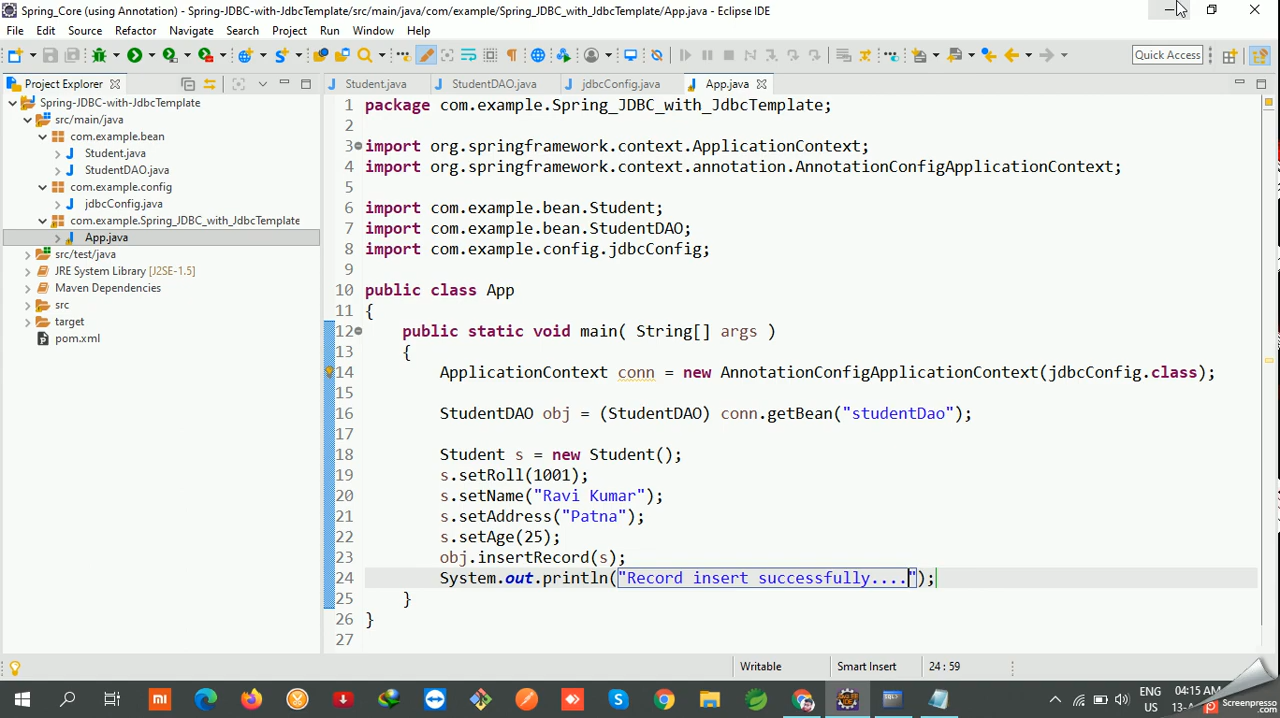 Spring_Core (using Annotation) - Spring-JDBC-with-JdbcTemplate/src/main/java/com/example/Spring_JDBC_with_JdbcTemplate/App.java - Eclipse IDE
File Edit Source Refactor Navigate Search Project Run Window Help
Quick Access
Project Explorer
Student.java StudentDAO.java jdbcConfig.java App.java
Spring-JDBC-with-JdbcTemplate
src/main/java
com.example.bean
Student.java
StudentDAO.java
com.example.config
jdbcConfig.java
com.example.Spring_JDBC_with_JdbcTemplate
App.java
src/test/java
JRE System Library [J2SE-1.5]
Maven Dependencies
src
target
pom.xml
1 package com.example.Spring_JDBC_with_JdbcTemplate;
2
3 import org.springframework.context.ApplicationContext;
4 import org.springframework.context.annotation.AnnotationConfigApplicationContext;
5
6 import com.example.bean.Student;
7 import com.example.bean.StudentDAO;
8 import com.example.config.jdbcConfig;
9
10 public class App
11 {
12 public static void main( String[] args )
13 {
14 ApplicationContext conn = new AnnotationConfigApplicationContext(jdbcConfig.class);
15
16 StudentDAO obj = (StudentDAO) conn.getBean("studentDao");
17
18 Student s = new Student();
19 s.setRoll(1001);
20 s.setName("Ravi Kumar");
21 s.setAddress("Patna");
22 s.setAge(25);
23 obj.insertRecord(s);
24 System.out.println("Record insert successfully....");
25 }
26 }
27
Writable Smart Insert 24 : 59
ENG
US
04:15 AM
Screenpresso
.com